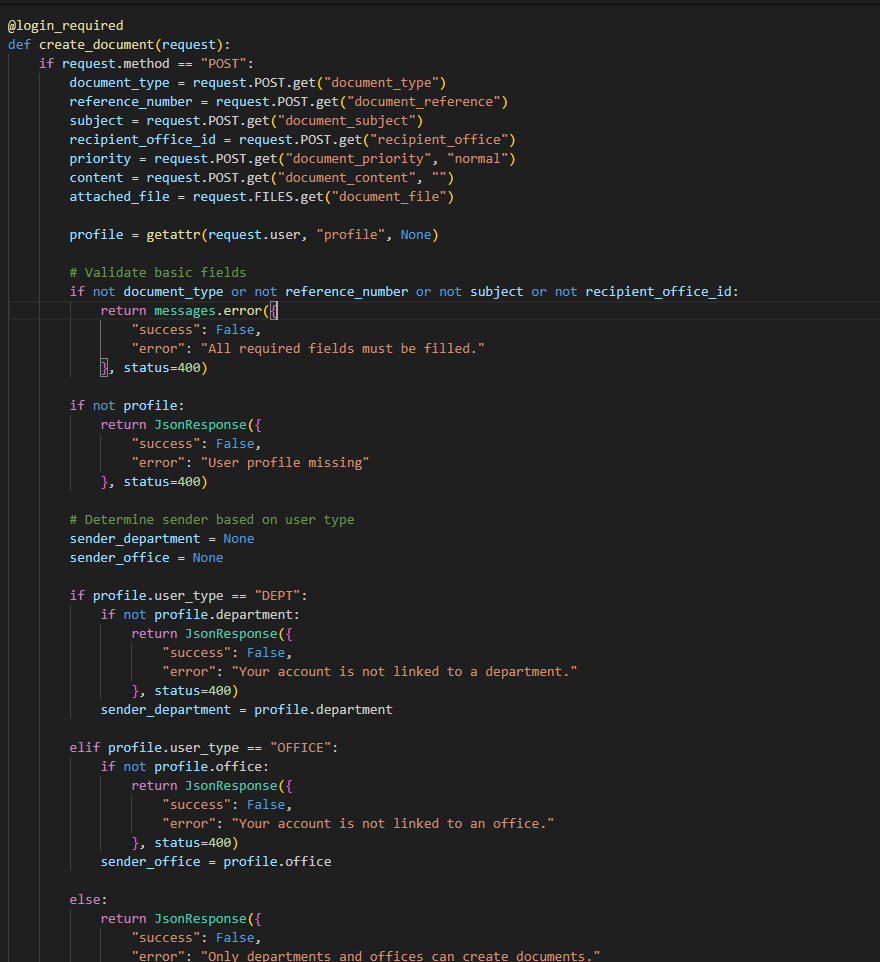 @login_required
def create_document(request):
    if request.method == "POST":
        document_type = request.POST.get("document_type")
        reference_number = request.POST.get("document_reference")
        subject = request.POST.get("document_subject")
        recipient_office_id = request.POST.get("recipient_office")
        priority = request.POST.get("document_priority", "normal")
        content = request.POST.get("document_content", "")
        attached_file = request.FILES.get("document_file")

        profile = getattr(request.user, "profile", None)

        # Validate basic fields
        if not document_type or not reference_number or not subject or not recipient_office_id:
            return messages.error({
                "success": False,
                "error": "All required fields must be filled."
            }, status=400)

        if not profile:
            return JsonResponse({
                "success": False,
                "error": "User profile missing"
            }, status=400)

        # Determine sender based on user type
        sender_department = None
        sender_office = None

        if profile.user_type == "DEPT":
            if not profile.department:
                return JsonResponse({
                    "success": False,
                    "error": "Your account is not linked to a department."
                }, status=400)
            sender_department = profile.department

        elif profile.user_type == "OFFICE":
            if not profile.office:
                return JsonResponse({
                    "success": False,
                    "error": "Your account is not linked to an office."
                }, status=400)
            sender_office = profile.office

        else:
            return JsonResponse({
                "success": False,
                "error": "Only departments and offices can create documents."